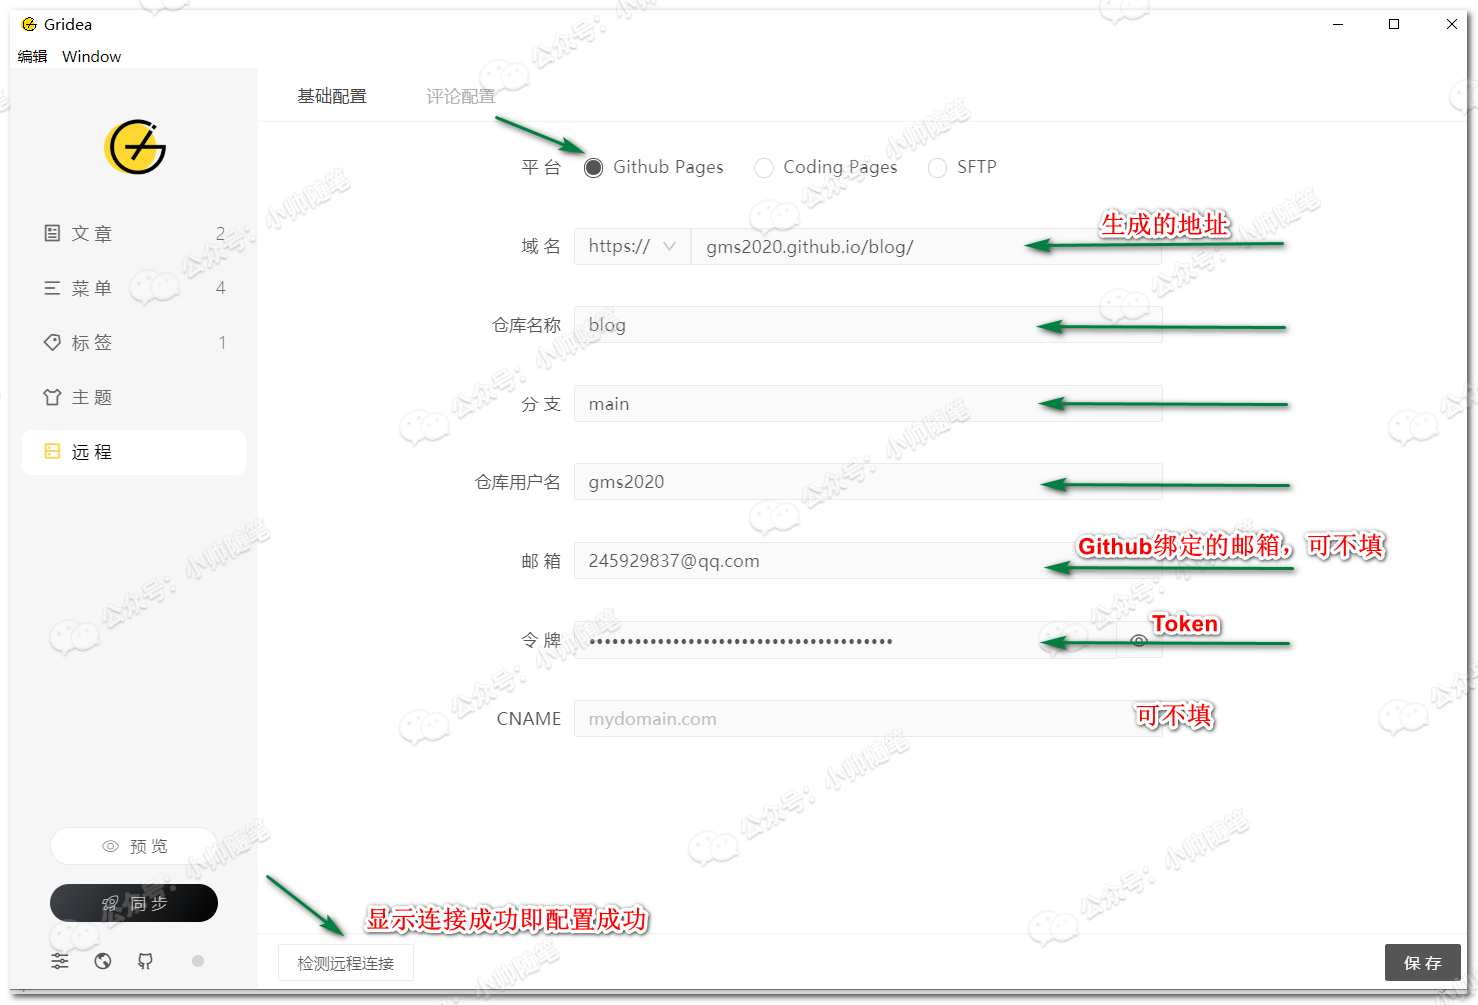 Gridea
编辑 Window
基础配置 评论配置
平台 Github Pages Coding Pages SFTP
生成的地址
文章 2
域名 https:// gms2020.github.io/blog/
菜单 4
仓库名称 blog
标签 1
主题
分支 main
远程
仓库用户名 gms2020
Github绑定的邮箱，可不填
邮箱 245929837@qq.com
Token
令牌 ••••••••••••••••••••••••••••••••••••••••
可不填
CNAME mydomain.com
预览
同步
显示连接成功即配置成功
检测远程连接
保存
公众号：小帅随笔